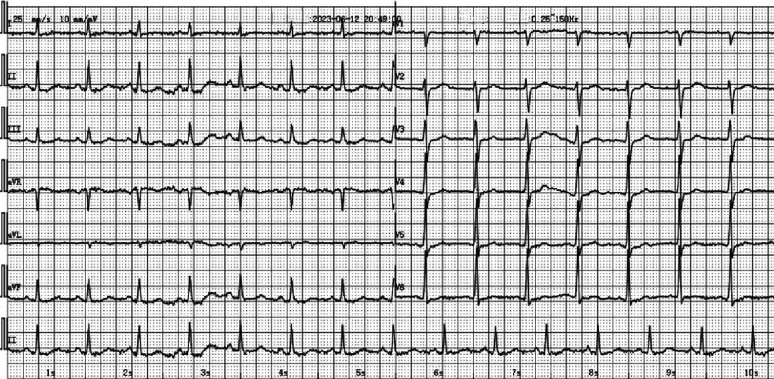 25 mm/s 10 mm/mV 2023-06-12 20:49:00 0.25~150Hz
I V1
II V2
III V3
aVR V4
aVL V5
aVF V6
II
1s 2s 3s 4s 5s 6s 7s 8s 9s 10s